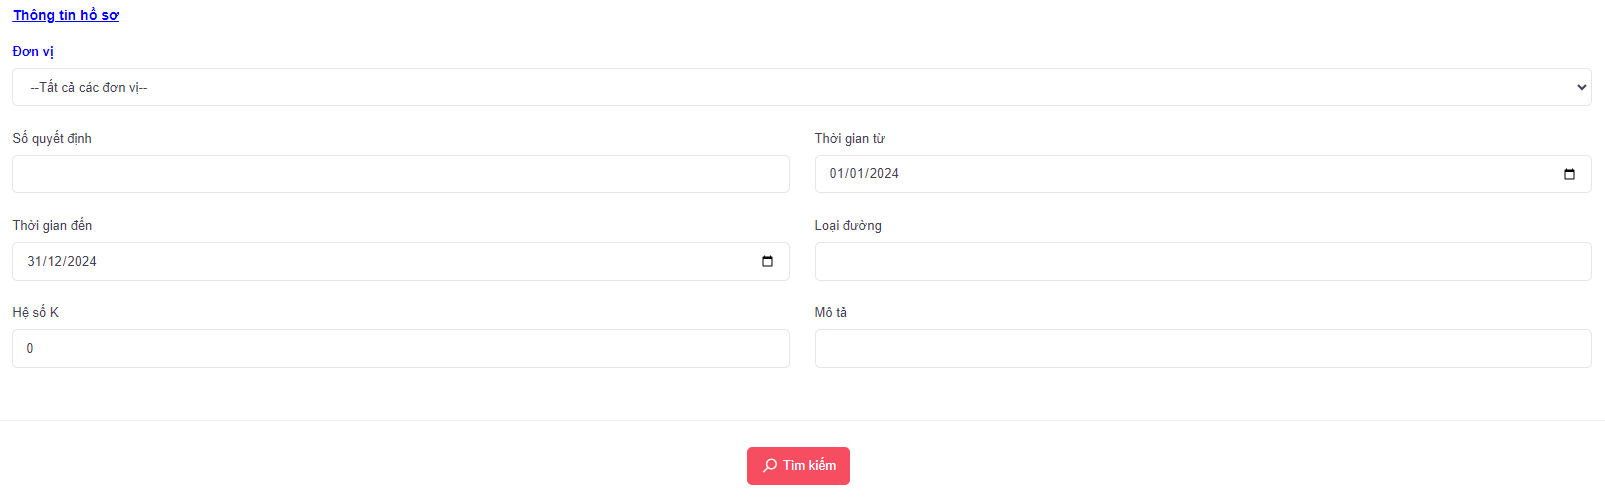 Thông tin hồ sơ
Đơn vị
--Tất cả các đơn vị--
Số quyết định
Thời gian từ
01/01/2024
Thời gian đến
Loại đường
31/12/2024
Hệ số K
Mô tả
0
Tìm kiếm